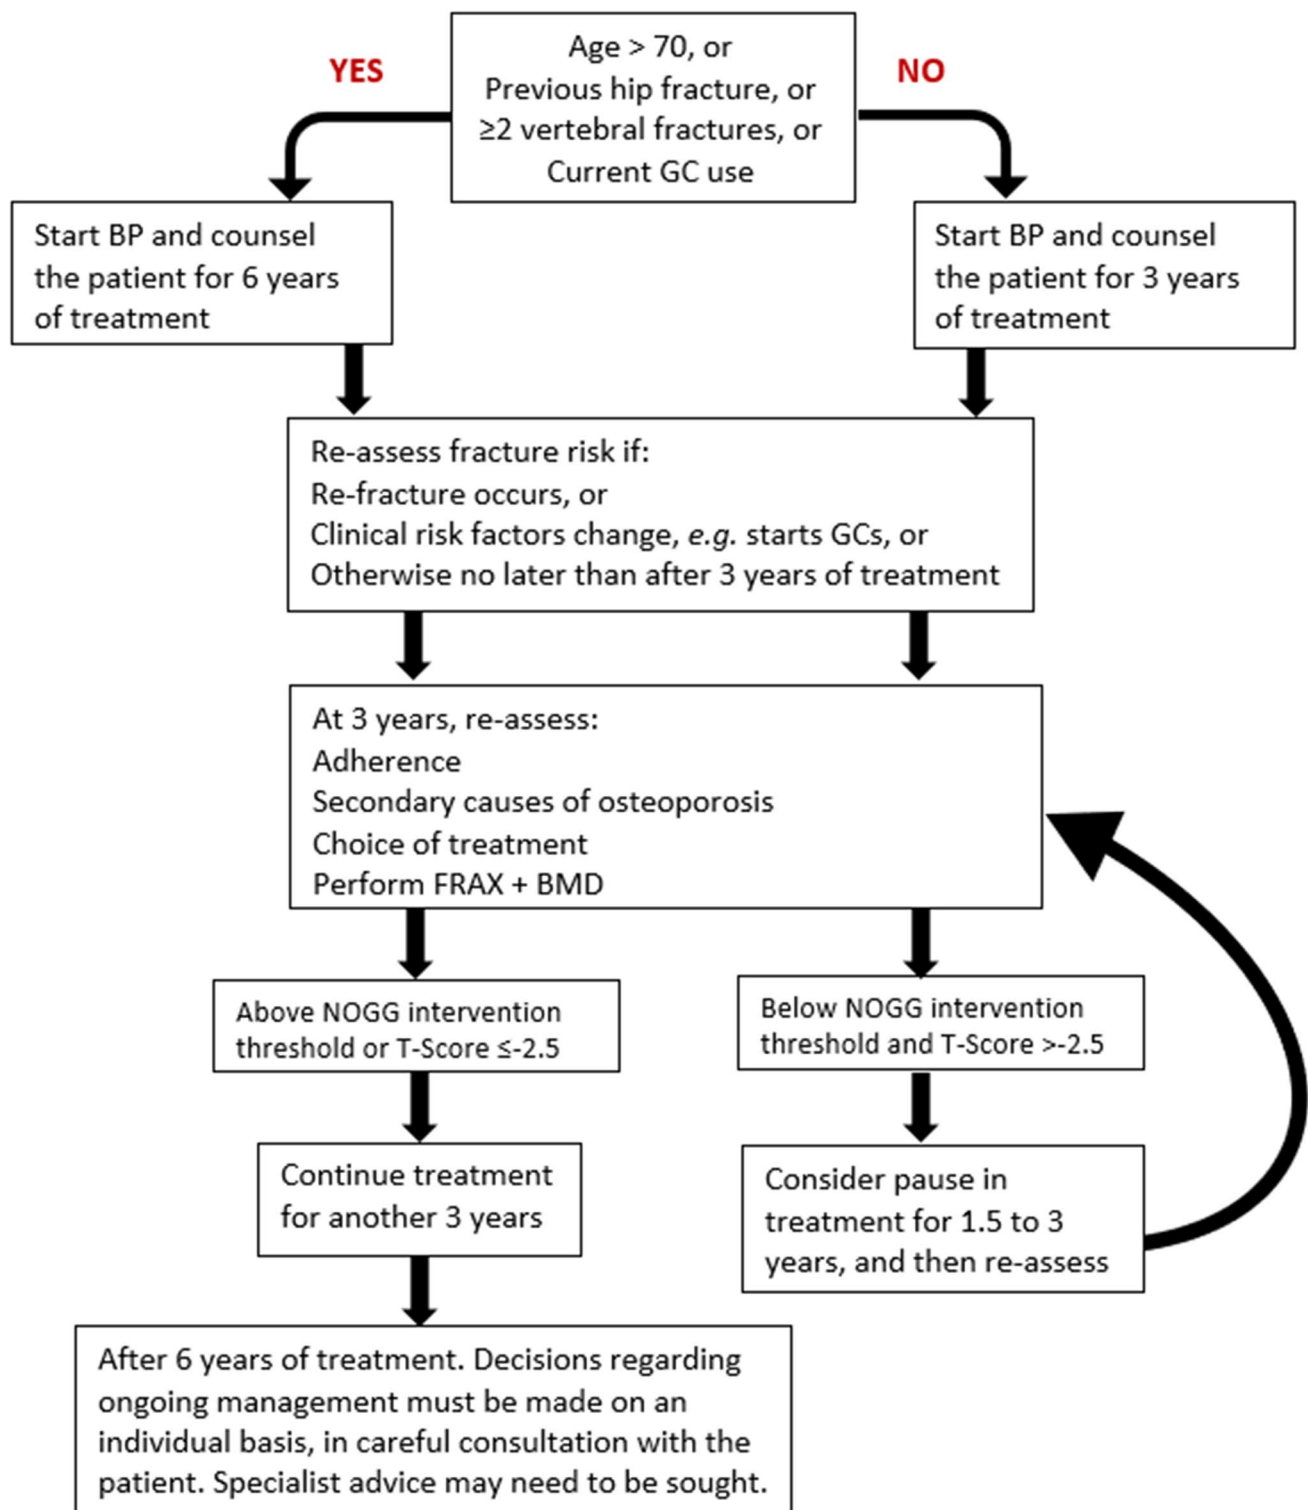 YES
Age > 70, or
Previous hip fracture, or
≥2 vertebral fractures, or
Current GC use
NO
Start BP and counsel
the patient for 6 years
of treatment
Start BP and counsel
the patient for 3 years
of treatment
Re-assess fracture risk if:
Re-fracture occurs, or
Clinical risk factors change, e.g. starts GCs, or
Otherwise no later than after 3 years of treatment
At 3 years, re-assess:
Adherence
Secondary causes of osteoporosis
Choice of treatment
Perform FRAX + BMD
Above NOGG intervention
threshold or T-Score ≤-2.5
Below NOGG intervention
threshold and T-Score >-2.5
Continue treatment
for another 3 years
Consider pause in
treatment for 1.5 to 3
years, and then re-assess
After 6 years of treatment. Decisions regarding
ongoing management must be made on an
individual basis, in careful consultation with the
patient. Specialist advice may need to be sought.